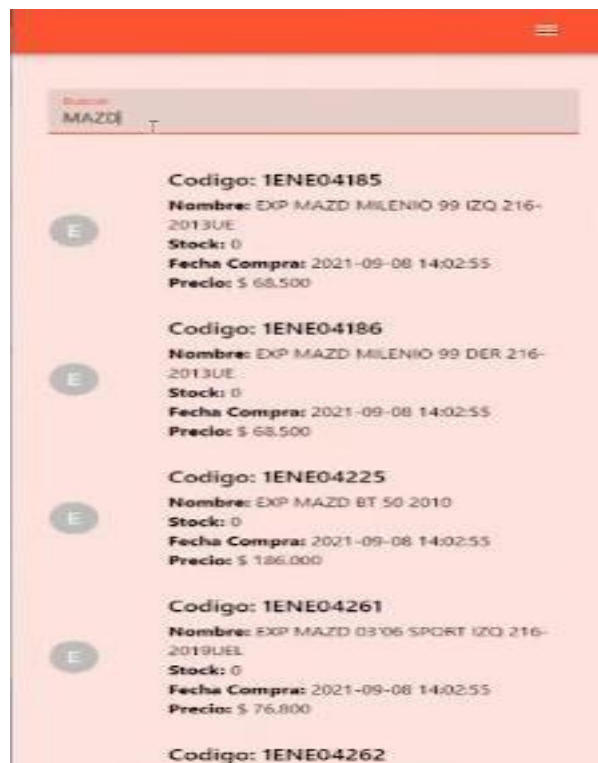 Buscar
MAZD
Codigo: 1ENE04185
E
Nombre: EXP MAZD MILENIO 99 IZQ 216-
2013UE
Stock: 0
Fecha Compra: 2021-09-08 14:02:55
Precio: $ 68.500
Codigo: 1ENE04186
E
Nombre: EXP MAZD MILENIO 99 DER 216-
2013UE
Stock: 0
Fecha Compra: 2021-09-08 14:02:55
Precio: $ 68.500
Codigo: 1ENE04225
E
Nombre: EXP MAZD BT 50 2010
Stock: 0
Fecha Compra: 2021-09-08 14:02:55
Precio: $ 186.000
Codigo: 1ENE04261
E
Nombre: EXP MAZD 03'06 SPORT IZQ 216-
2019UEL
Stock: 0
Fecha Compra: 2021-09-08 14:02:55
Precio: $ 76.800
Codigo: 1ENE04262